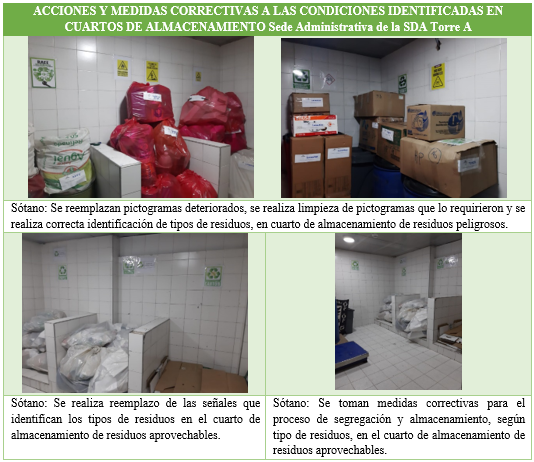 ACCIONES Y MEDIDAS CORRECTIVAS A LAS CONDICIONES IDENTIFICADAS EN
CUARTOS DE ALMACENAMIENTO Sede Administrativa de la SDA Torre A
Sótano: Se reemplazan pictogramas deteriorados, se realiza limpieza de pictogramas que lo requirieron y se
realiza correcta identificación de tipos de residuos, en cuarto de almacenamiento de residuos peligrosos.
Sótano: Se realiza reemplazo de las señales que
identifican los tipos de residuos en el cuarto de
almacenamiento de residuos aprovechables.
Sótano: Se toman medidas correctivas para el
proceso de segregación y almacenamiento, según
tipo de residuos, en el cuarto de almacenamiento de
residuos aprovechables.